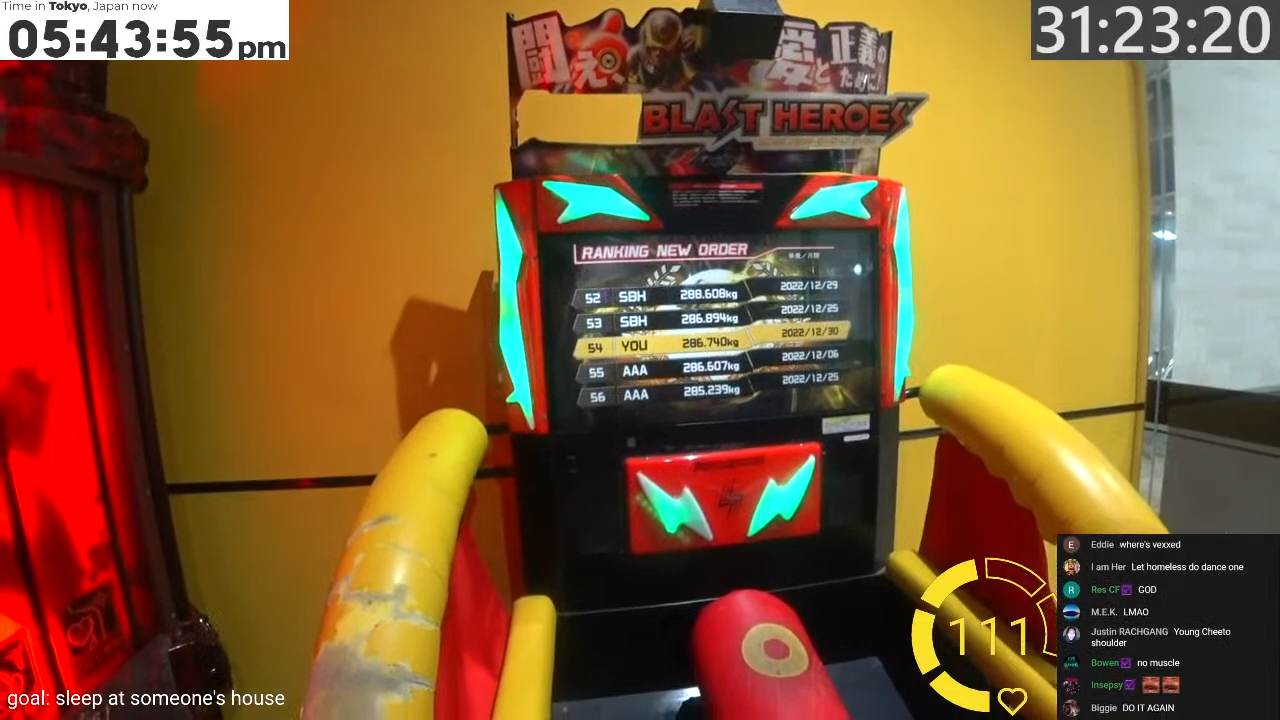 Time in Tokyo, Japan now
05:43:55pm
31:23:20
闘え
愛と正義の
ために!
BLAST HEROES
RANKING NEW ORDER
52 SBH 288.608kg 2022/12/29
53 SBH 286.894kg 2022/12/25
54 YOU 286.740kg 2022/12/30
55 AAA 286.607kg 2022/12/06
56 AAA 285.239kg 2022/12/25
111
E Eddie where's vexxed
I am Her Let homeless do dance one
R Res CF GOD
M.E.K. LMAO
Justin RACHGANG Young Cheeto
shoulder
Bowen no muscle
Insepsy
Biggie DO IT AGAIN
goal: sleep at someone's house